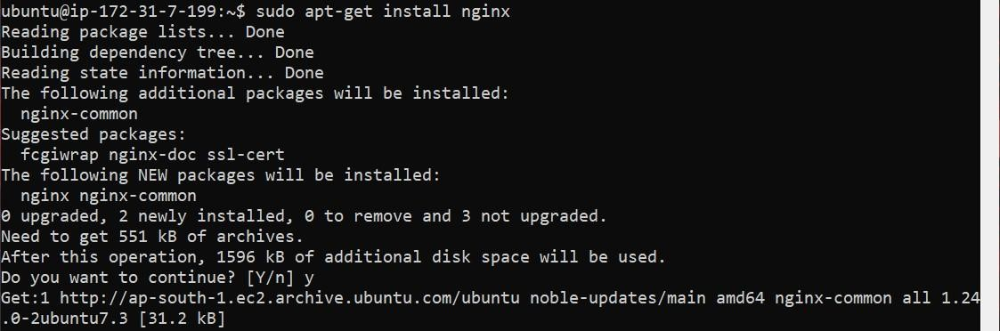 ubuntu@ip-172-31-7-199:~$ sudo apt-get install nginx
Reading package lists... Done
Building dependency tree... Done
Reading state information... Done
The following additional packages will be installed:
  nginx-common
Suggested packages:
  fcgiwrap nginx-doc ssl-cert
The following NEW packages will be installed:
  nginx nginx-common
0 upgraded, 2 newly installed, 0 to remove and 3 not upgraded.
Need to get 551 kB of archives.
After this operation, 1596 kB of additional disk space will be used.
Do you want to continue? [Y/n] y
Get:1 http://ap-south-1.ec2.archive.ubuntu.com/ubuntu noble-updates/main amd64 nginx-common all 1.24
.0-2ubuntu7.3 [31.2 kB]